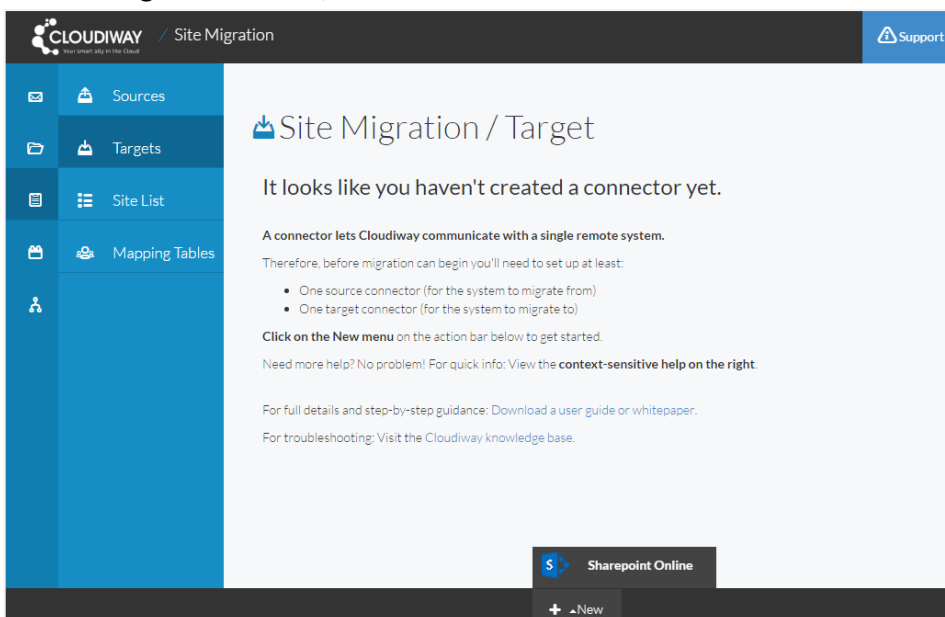 CLOUDIWAY / Site Migration
Your smart ally in the Cloud
Support
Sources
Targets
Site List
Mapping Tables
Site Migration / Target
It looks like you haven't created a connector yet.
A connector lets Cloudiway communicate with a single remote system.
Therefore, before migration can begin you'll need to set up at least:
• One source connector (for the system to migrate from)
• One target connector (for the system to migrate to)
Click on the New menu on the action bar below to get started.
Need more help? No problem! For quick info: View the context-sensitive help on the right.
For full details and step-by-step guidance: Download a user guide or whitepaper.
For troubleshooting: Visit the Cloudiway knowledge base.
S Sharepoint Online
+ New